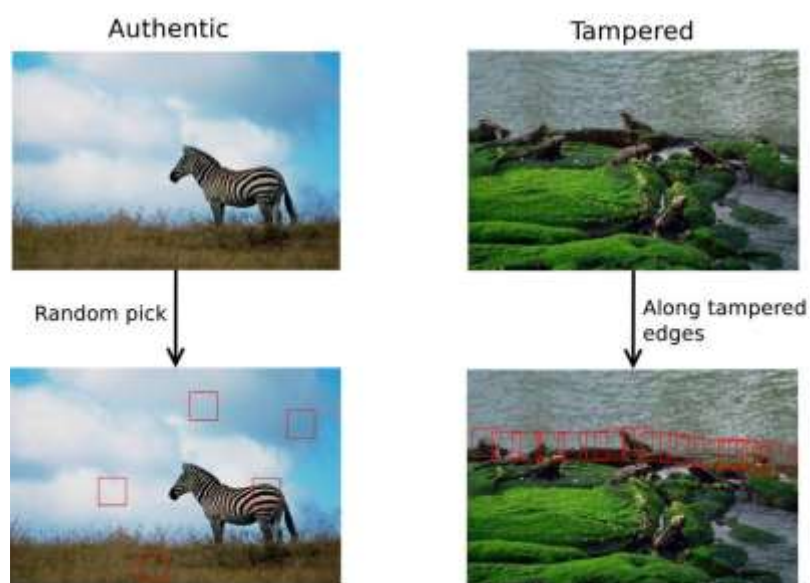 Authentic
Tampered
Random pick
Along tampered
edges